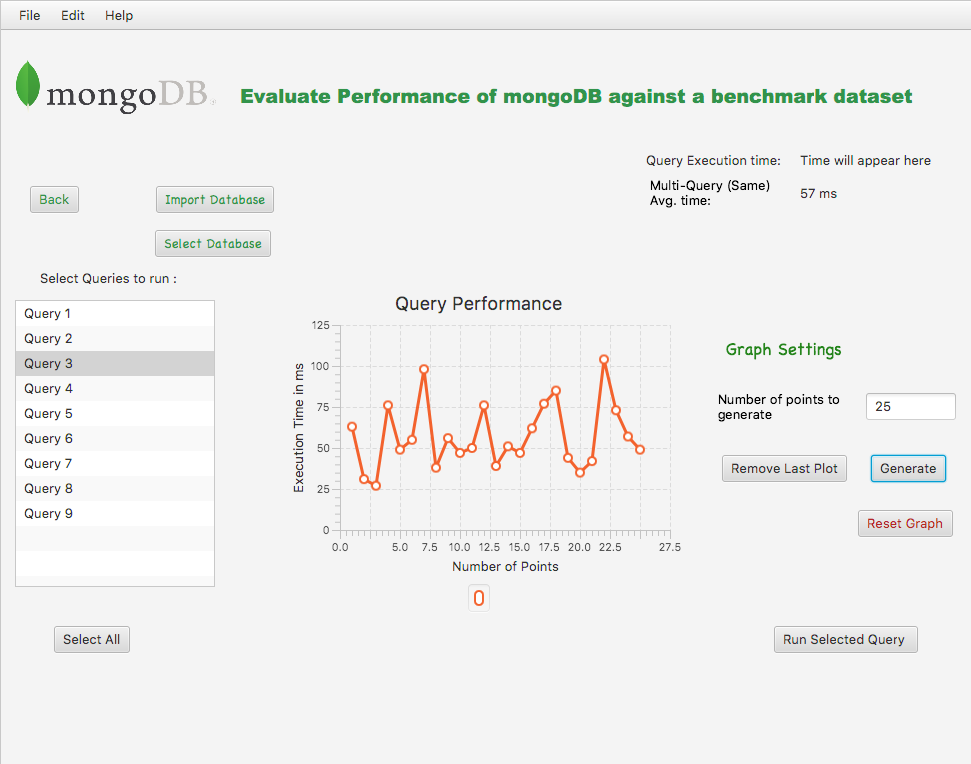 File Edit Help
mongoDB
Evaluate Performance of mongoDB against a benchmark dataset
Query Execution time: Time will appear here
Multi-Query (Same)
Avg. time:
57 ms
Back
Import Database
Select Database
Select Queries to run :
Query 1
Query 2
Query 3
Query 4
Query 5
Query 6
Query 7
Query 8
Query 9
Select All
Query Performance
Execution Time in ms
125
100
75
50
25
0
0.0 5.0 7.5 10.0 12.5 15.0 17.5 20.0 22.5 27.5
Number of Points
Graph Settings
Number of points to
generate
25
Remove Last Plot
Generate
Reset Graph
Run Selected Query